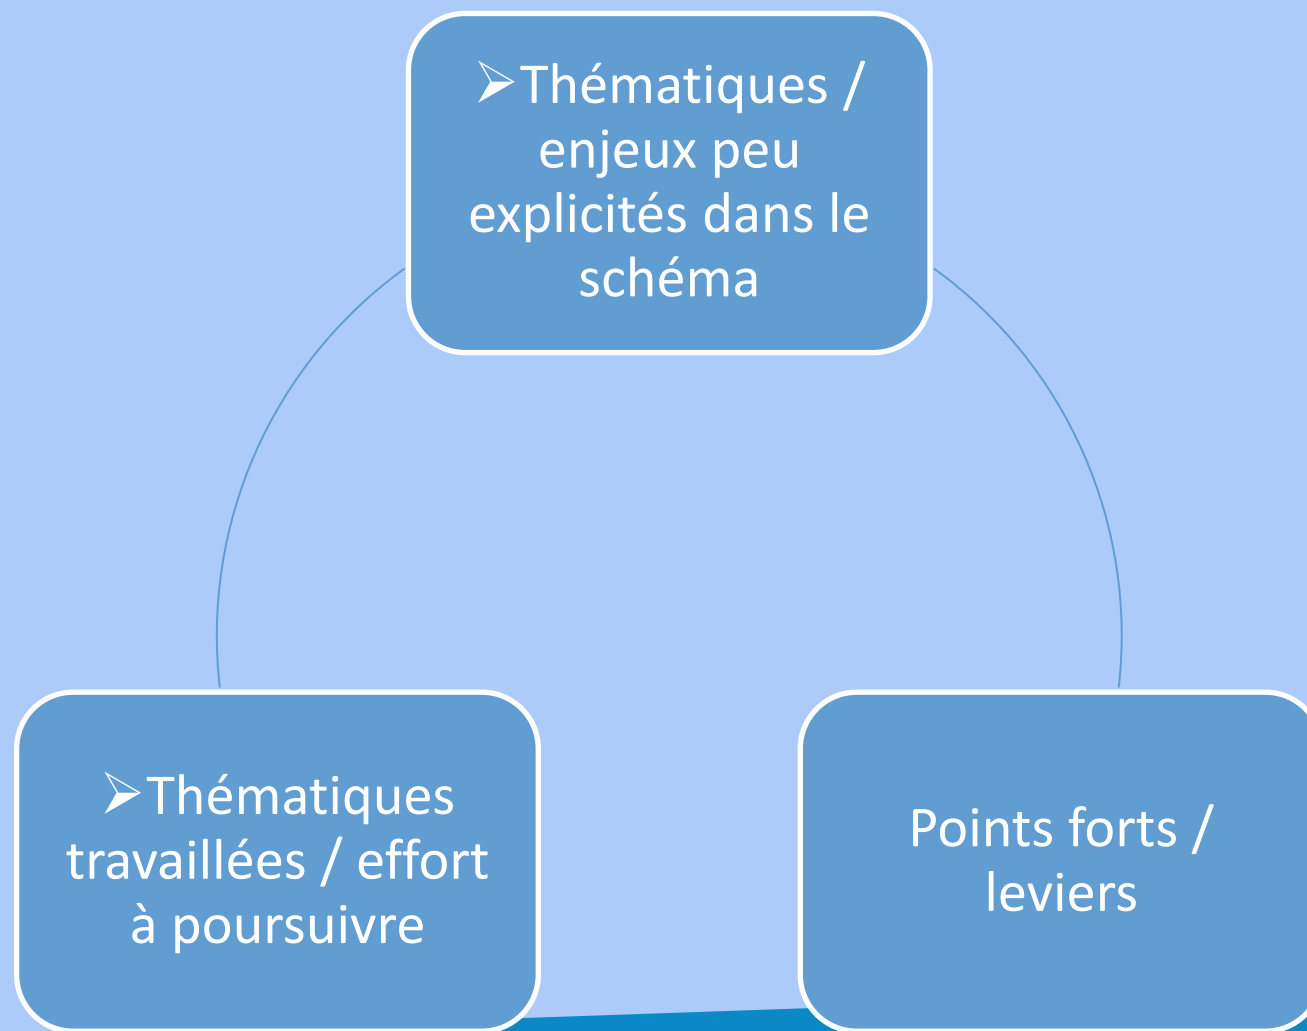 ➢Thématiques /
enjeux peu
explicités dans le
schéma
➢Thématiques
travaillées / effort
à poursuivre
Points forts /
leviers